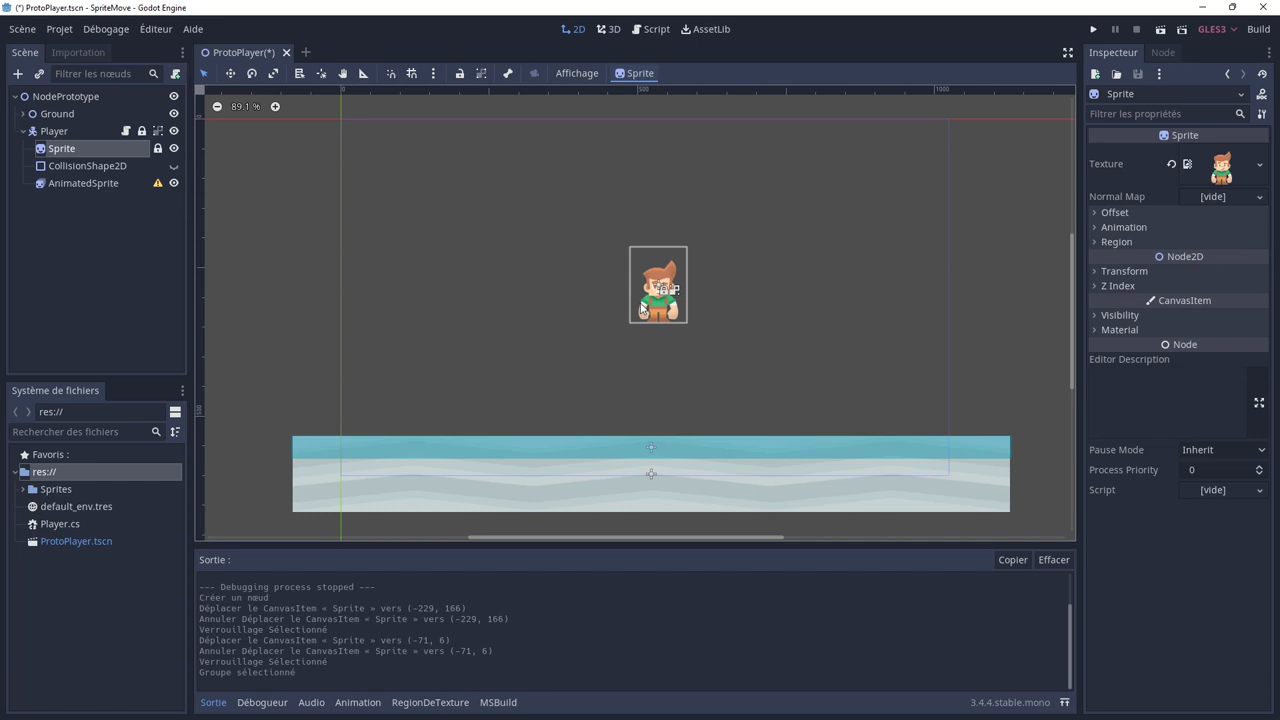 (*) ProtoPlayer.tscn - SpriteMove - Godot Engine
Scène Projet Débogage Éditeur Aide
2D 3D Script AssetLib
GLES3 Build
Scène Importation
Filtrer les nœuds
NodePrototype
Ground
Player
Sprite
CollisionShape2D
AnimatedSprite
Système de fichiers
res://
Rechercher des fichiers
Favoris :
res://
Sprites
default_env.tres
Player.cs
ProtoPlayer.tscn
ProtoPlayer(*)
Affichage Sprite
0 500 1000
89.1 %
0
500
Sortie :
Copier Effacer
--- Debugging process stopped ---
Créer un nœud
Déplacer le CanvasItem « Sprite » vers (-229, 166)
Annuler Déplacer le CanvasItem « Sprite » vers (-229, 166)
Verrouillage Sélectionné
Déplacer le CanvasItem « Sprite » vers (-71, 6)
Annuler Déplacer le CanvasItem « Sprite » vers (-71, 6)
Verrouillage Sélectionné
Groupe sélectionné
Sortie Débogueur Audio Animation RegionDeTexture MSBuild
3.4.4.stable.mono
Inspecteur Node
Sprite
Filtrer les propriétés
Sprite
Texture
Normal Map [vide]
Offset
Animation
Region
Node2D
Transform
Z Index
CanvasItem
Visibility
Material
Node
Editor Description
Pause Mode Inherit
Process Priority 0
Script [vide]